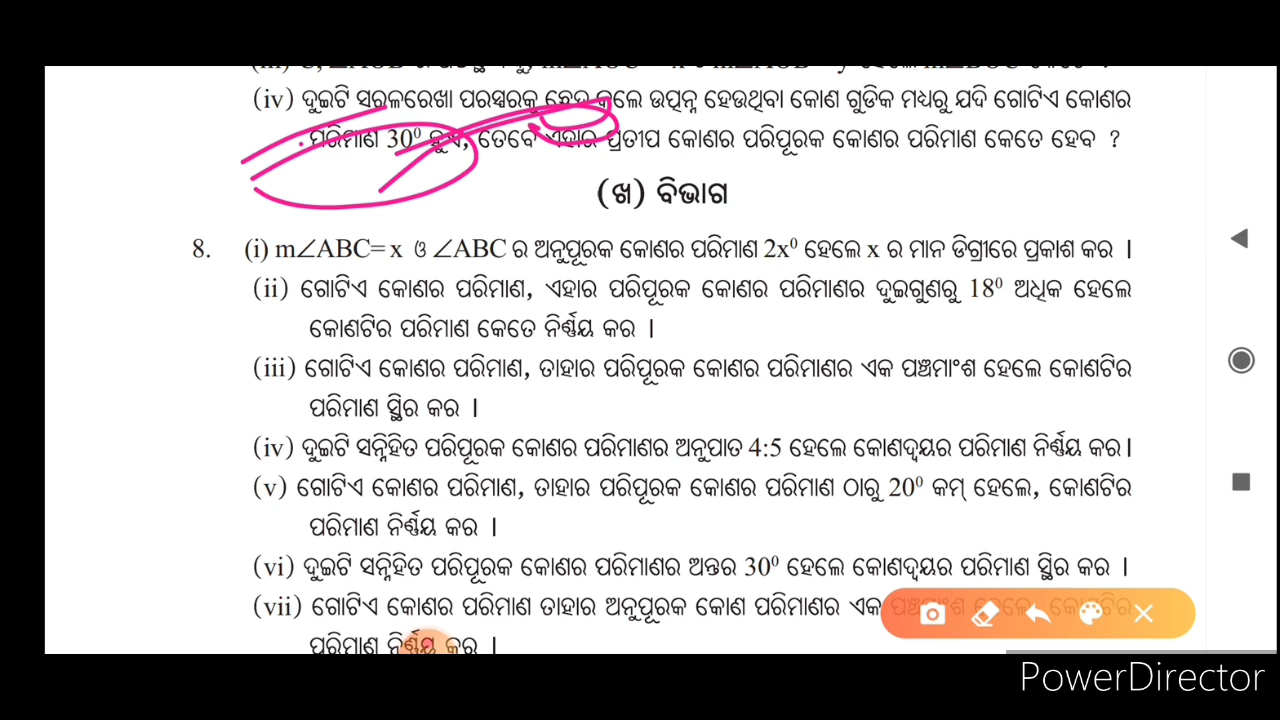 (iv) ଦୁଇଟି ସରଳରେଖା ପରସ୍ପରକୁ ଛେଦ କଲେ ଉତ୍ପନ୍ନ ହେଉଥିବା କୋଣ ଗୁଡିକ ମଧ୍ୟରୁ ଯଦି ଗୋଟିଏ କୋଣର
ପରିମାଣ 30⁰ ହୁଏ, ତେବେ ଏହାର ପ୍ରତୀପ କୋଣର ପରିପୂରକ କୋଣର ପରିମାଣ କେତେ ହେବ ?
(ଖ) ବିଭାଗ
8. (i) m∠ABC= x ଓ ∠ABC ର ଅନୁପୂରକ କୋଣର ପରିମାଣ 2x⁰ ହେଲେ x ର ମାନ ଡିଗ୍ରୀରେ ପ୍ରକାଶ କର ।
(ii) ଗୋଟିଏ କୋଣର ପରିମାଣ, ଏହାର ପରିପୂରକ କୋଣର ପରିମାଣର ଦୁଇଗୁଣରୁ 18⁰ ଅଧିକ ହେଲେ
କୋଣଟିର ପରିମାଣ କେତେ ନିର୍ଣ୍ଣୟ କର ।
(iii) ଗୋଟିଏ କୋଣର ପରିମାଣ, ତାହାର ପରିପୂରକ କୋଣର ପରିମାଣର ଏକ ପଞ୍ଚମାଂଶ ହେଲେ କୋଣଟିର
ପରିମାଣ ସ୍ଥିର କର ।
(iv) ଦୁଇଟି ସନ୍ନିହିତ ପରିପୂରକ କୋଣର ପରିମାଣର ଅନୁପାତ 4:5 ହେଲେ କୋଣଦ୍ୱୟର ପରିମାଣ ନିର୍ଣ୍ଣୟ କର।
(v) ଗୋଟିଏ କୋଣର ପରିମାଣ, ତାହାର ପରିପୂରକ କୋଣର ପରିମାଣ ଠାରୁ 20⁰ କମ୍ ହେଲେ, କୋଣଟିର
ପରିମାଣ ନିର୍ଣ୍ଣୟ କର ।
(vi) ଦୁଇଟି ସନ୍ନିହିତ ପରିପୂରକ କୋଣର ପରିମାଣର ଅନ୍ତର 30⁰ ହେଲେ କୋଣଦ୍ୱୟର ପରିମାଣ ସ୍ଥିର କର ।
(vii) ଗୋଟିଏ କୋଣର ପରିମାଣ ତାହାର ଅନୁପୂରକ କୋଣ ପରିମାଣର ଏକ ପଞ୍ଚମାଂଶ ହେଲେ, କୋଣଟିର
ପରିମାଣ ନିର୍ଣ୍ଣୟ କର ।
PowerDirector